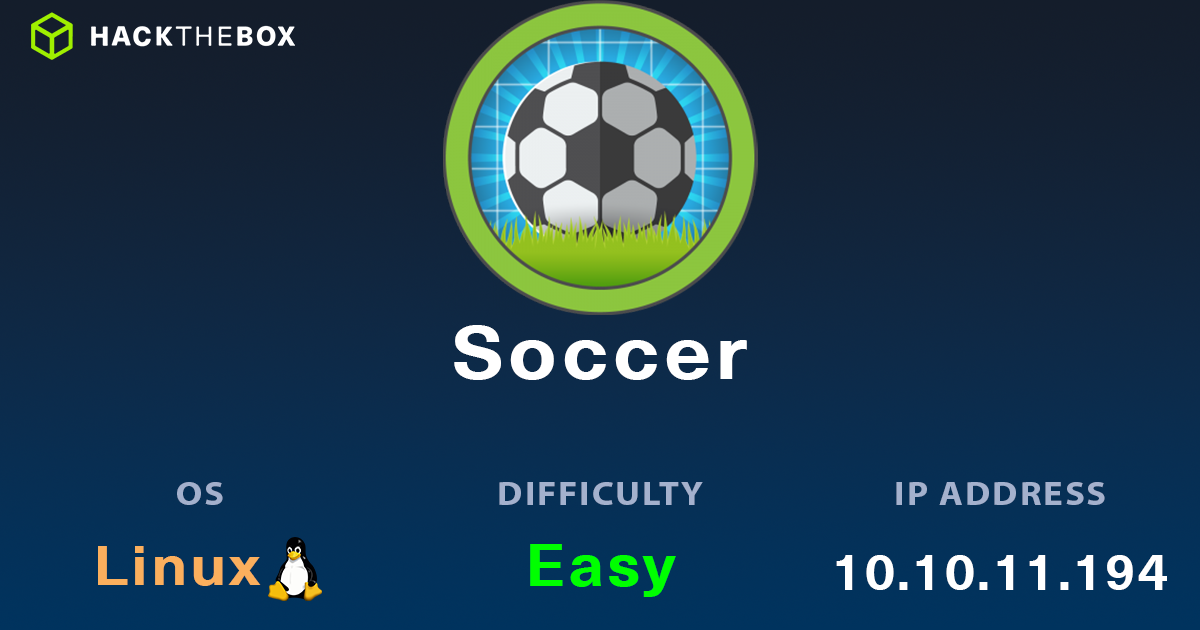 HACKTHEBOX
Soccer
OS
DIFFICULTY
IP ADDRESS
Linux
Easy
10.10.11.194